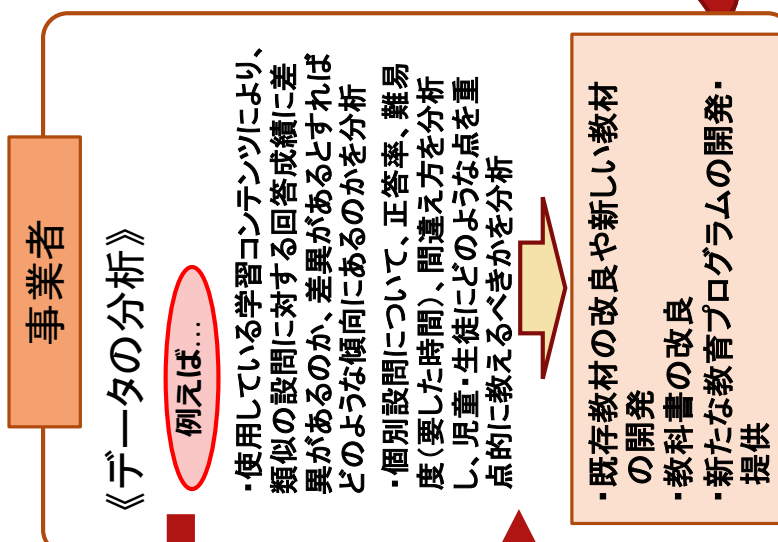 事業者
《データの分析》
例えば…
・使用している学習コンテンツにより、
類似の設問に対する回答成績に差
異があるのか、差異があるとすれば
どのような傾向にあるのかを分析
・個別設問について、正答率、難易
度(要した時間)、間違え方を分析
し、児童・生徒にどのような点を重
点的に教えるべきかを分析
・既存教材の改良や新しい教材
の開発
・教科書の改良
・新たな教育プログラムの開発・
提供